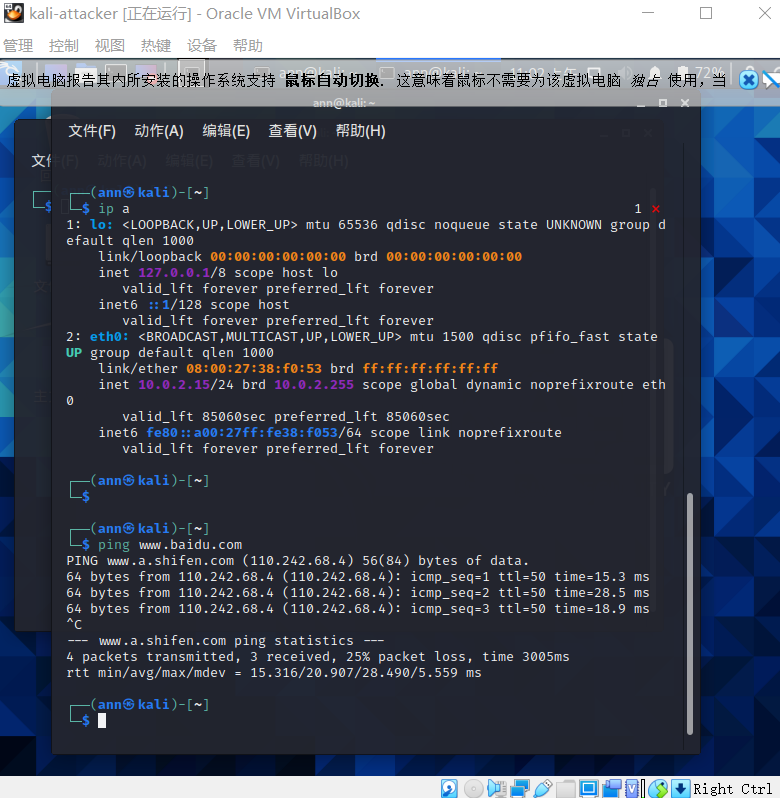 kali-attacker [正在运行] - Oracle VM VirtualBox
管理 控制 视图 热键 设备 帮助
虚拟电脑报告其内所安装的操作系统支持 鼠标自动切换. 这意味着鼠标不需要为该虚拟电脑 独占 使用，当
ann@kali: ~
文件(F) 动作(A) 编辑(E) 查看(V) 帮助(H)
文件(F) 动作(A) 编辑(E) 查看(V) 帮助(H)
┌──(ann㉿kali)-[~]
└─$ ip a 1 ⨯
1: lo: <LOOPBACK,UP,LOWER_UP> mtu 65536 qdisc noqueue state UNKNOWN group d
efault qlen 1000
link/loopback 00:00:00:00:00:00 brd 00:00:00:00:00:00
inet 127.0.0.1/8 scope host lo
valid_lft forever preferred_lft forever
inet6 ::1/128 scope host
valid_lft forever preferred_lft forever
2: eth0: <BROADCAST,MULTICAST,UP,LOWER_UP> mtu 1500 qdisc pfifo_fast state
UP group default qlen 1000
link/ether 08:00:27:38:f0:53 brd ff:ff:ff:ff:ff:ff
inet 10.0.2.15/24 brd 10.0.2.255 scope global dynamic noprefixroute eth
0
valid_lft 85060sec preferred_lft 85060sec
inet6 fe80::a00:27ff:fe38:f053/64 scope link noprefixroute
valid_lft forever preferred_lft forever
┌──(ann㉿kali)-[~]
└─$
┌──(ann㉿kali)-[~]
└─$ ping www.baidu.com
PING www.a.shifen.com (110.242.68.4) 56(84) bytes of data.
64 bytes from 110.242.68.4 (110.242.68.4): icmp_seq=1 ttl=50 time=15.3 ms
64 bytes from 110.242.68.4 (110.242.68.4): icmp_seq=2 ttl=50 time=28.5 ms
64 bytes from 110.242.68.4 (110.242.68.4): icmp_seq=3 ttl=50 time=18.9 ms
^C
--- www.a.shifen.com ping statistics ---
4 packets transmitted, 3 received, 25% packet loss, time 3005ms
rtt min/avg/max/mdev = 15.316/20.907/28.490/5.559 ms
┌──(ann㉿kali)-[~]
└─$
Right Ctrl